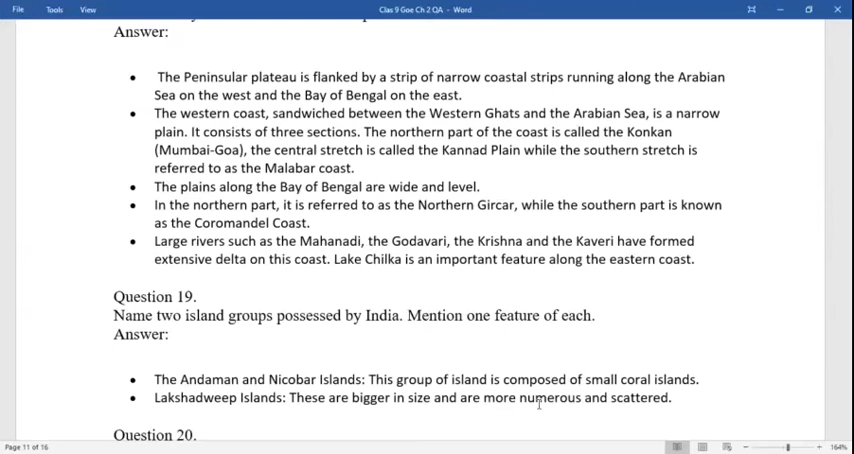 File Tools View Clas 9 Goe Ch 2 QA - Word
Answer:
• The Peninsular plateau is flanked by a strip of narrow coastal strips running along the Arabian
Sea on the west and the Bay of Bengal on the east.
• The western coast, sandwiched between the Western Ghats and the Arabian Sea, is a narrow
plain. It consists of three sections. The northern part of the coast is called the Konkan
(Mumbai-Goa), the central stretch is called the Kannad Plain while the southern stretch is
referred to as the Malabar coast.
• The plains along the Bay of Bengal are wide and level.
• In the northern part, it is referred to as the Northern Gircar, while the southern part is known
as the Coromandel Coast.
• Large rivers such as the Mahanadi, the Godavari, the Krishna and the Kaveri have formed
extensive delta on this coast. Lake Chilka is an important feature along the eastern coast.
Question 19.
Name two island groups possessed by India. Mention one feature of each.
Answer:
• The Andaman and Nicobar Islands: This group of island is composed of small coral islands.
• Lakshadweep Islands: These are bigger in size and are more numerous and scattered.
Question 20.
Page 11 of 16 164%